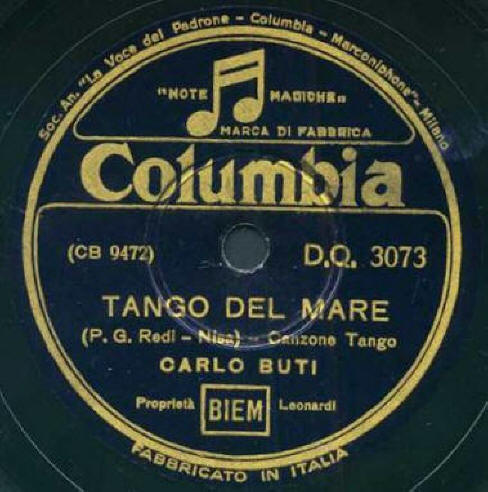 Soc. An. "La Voce del Padrone - Columbia - Marconiphone" - Milano
"NOTE MAGICHE"
MARCA DI FABBRICA
Columbia
(CB 9472) D.Q. 3073
TANGO DEL MARE
(P. G. Redi - Nisa) - Canzone Tango
CARLO BUTI
Proprietà BIEM Leonardi
FABBRICATO IN ITALIA